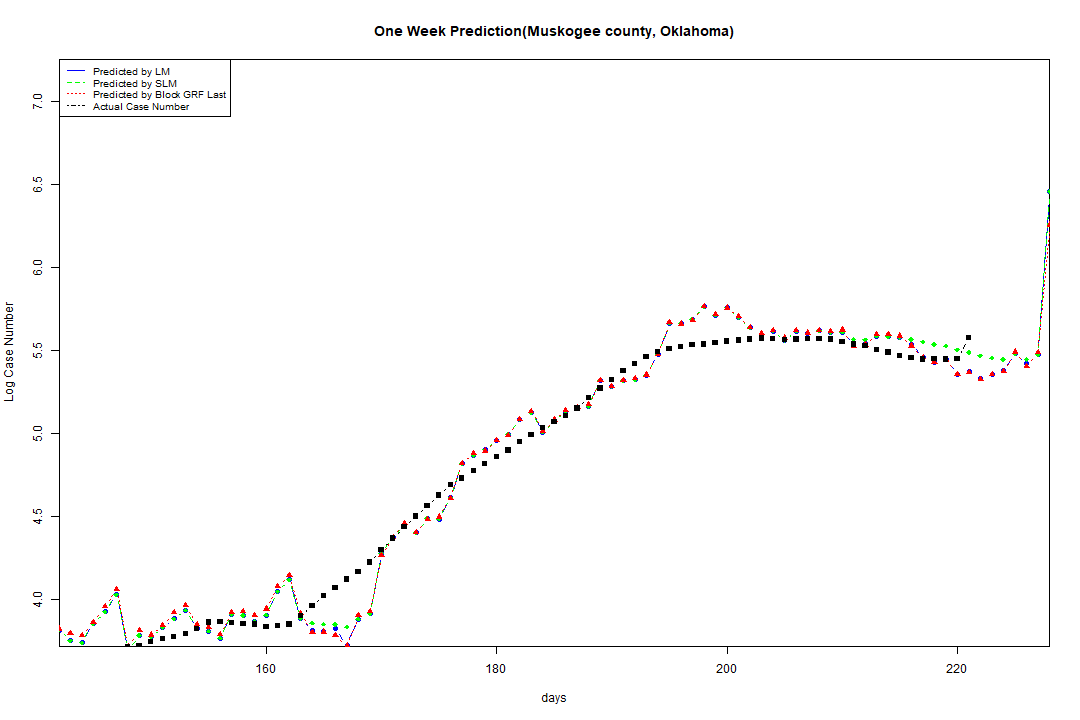 One Week Prediction(Muskogee county, Oklahoma)
Predicted by LM
Predicted by SLM
Predicted by Block GRF Last
Actual Case Number
7.0
6.5
6.0
5.5
5.0
4.5
4.0
Log Case Number
160 180 200 220
days